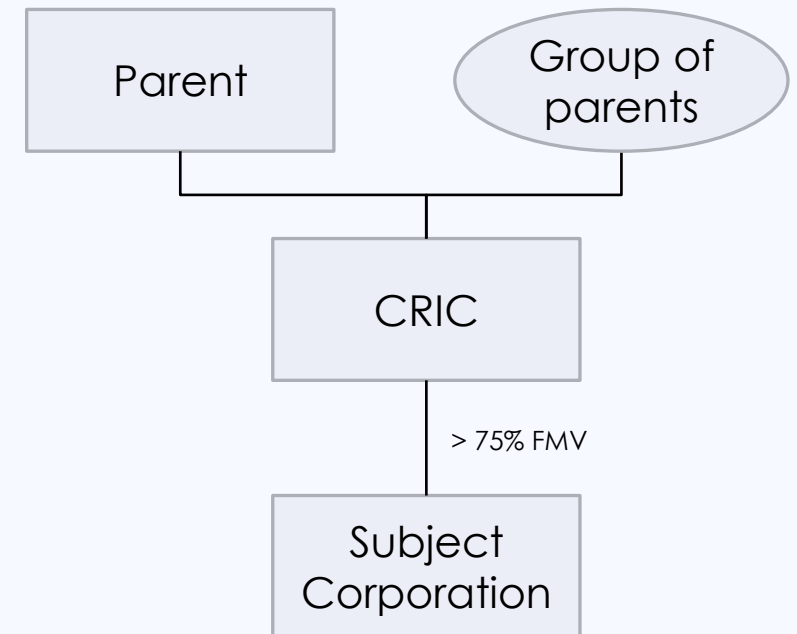 Parent
Group of
parents
CRIC
> 75% FMV
Subject
Corporation